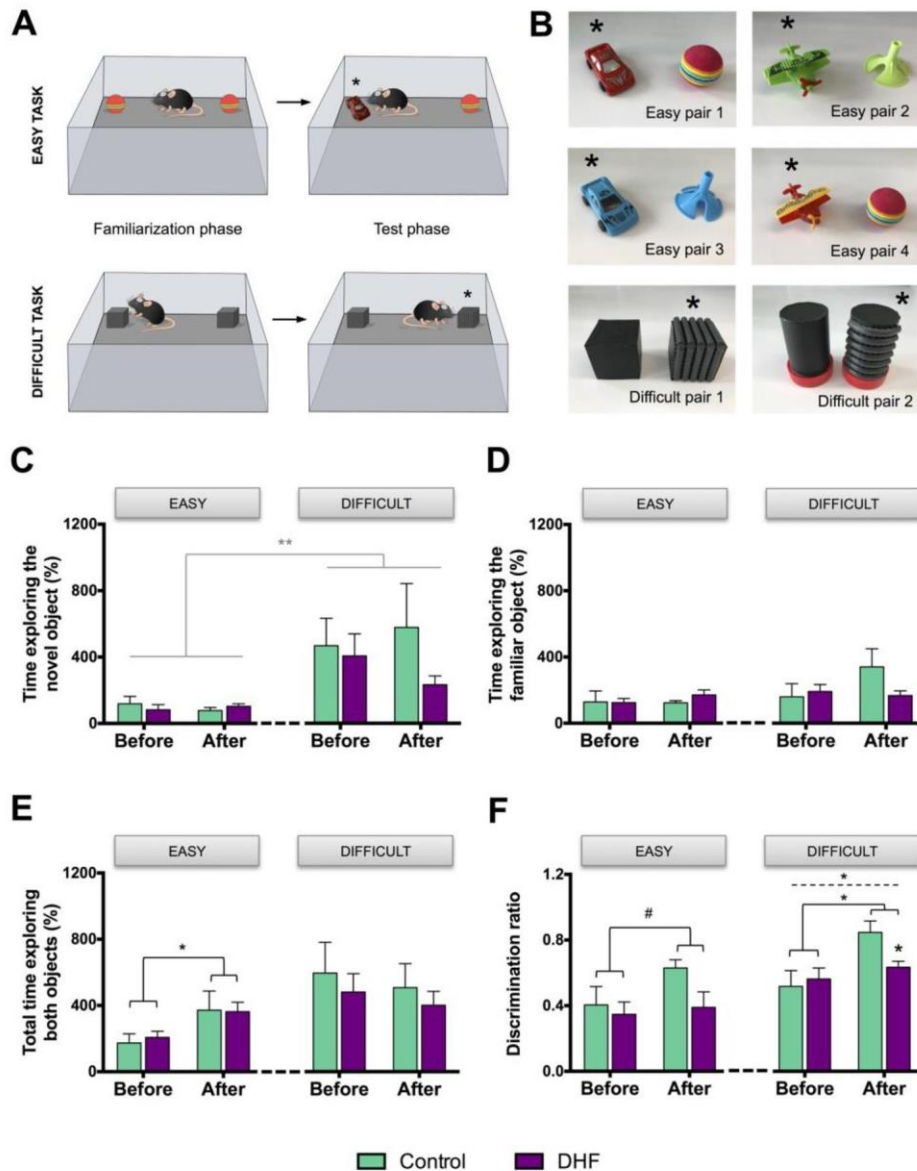 A
EASY TASK
*
Familiarization phase
Test phase
DIFFICULT TASK
*
B
*
Easy pair 1
*
Easy pair 2
*
Easy pair 3
*
Easy pair 4
*
Difficult pair 1
*
Difficult pair 2
C
EASY
DIFFICULT
Time exploring the
novel object (%)
1200
800
400
0
**
Before
After
Before
After
D
EASY
DIFFICULT
Time exploring the
familiar object (%)
1200
800
400
0
Before
After
Before
After
E
EASY
DIFFICULT
Total time exploring
both objects (%)
1200
800
400
0
*
Before
After
Before
After
F
EASY
DIFFICULT
Discrimination ratio
1.2
0.8
0.4
0.0
#
*
*
*
Before
After
Before
After
Control
DHF